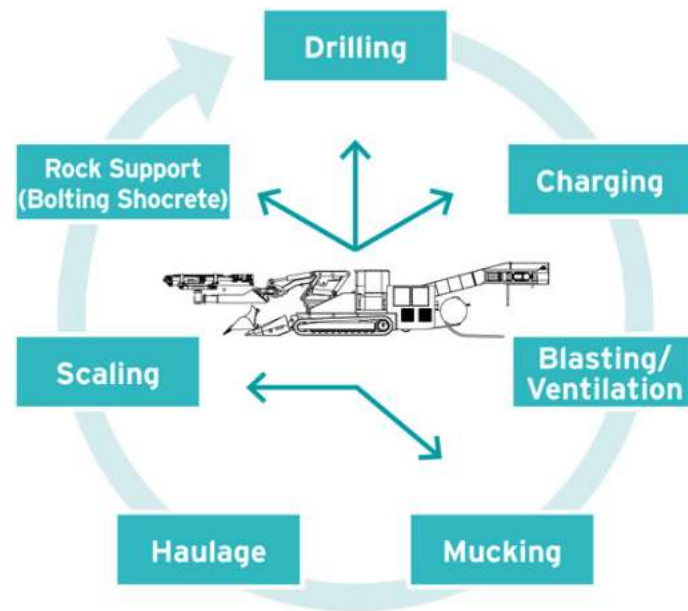 Drilling
Charging
Blasting/
Ventilation
Mucking
Haulage
Scaling
Rock Support
(Bolting Shocrete)